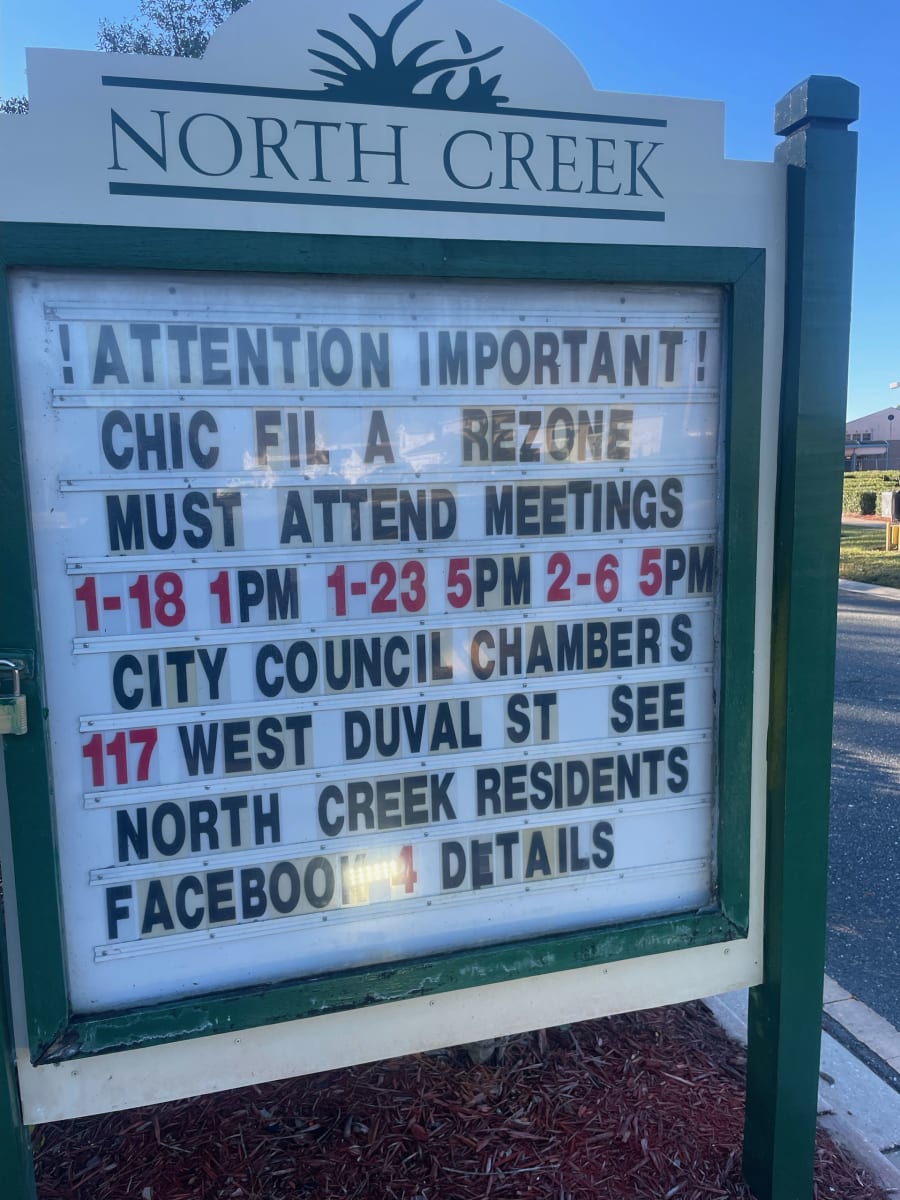 NORTH CREEK
! ATTENTION IMPORTANT !
CHIC FIL A REZONE
MUST ATTEND MEETINGS
1-18 1PM 1-23 5PM 2-6 5PM
CITY COUNCIL CHAMBERS
117 WEST DUVAL ST SEE
NORTH CREEK RESIDENTS
FACEBOOK 4 DETAILS